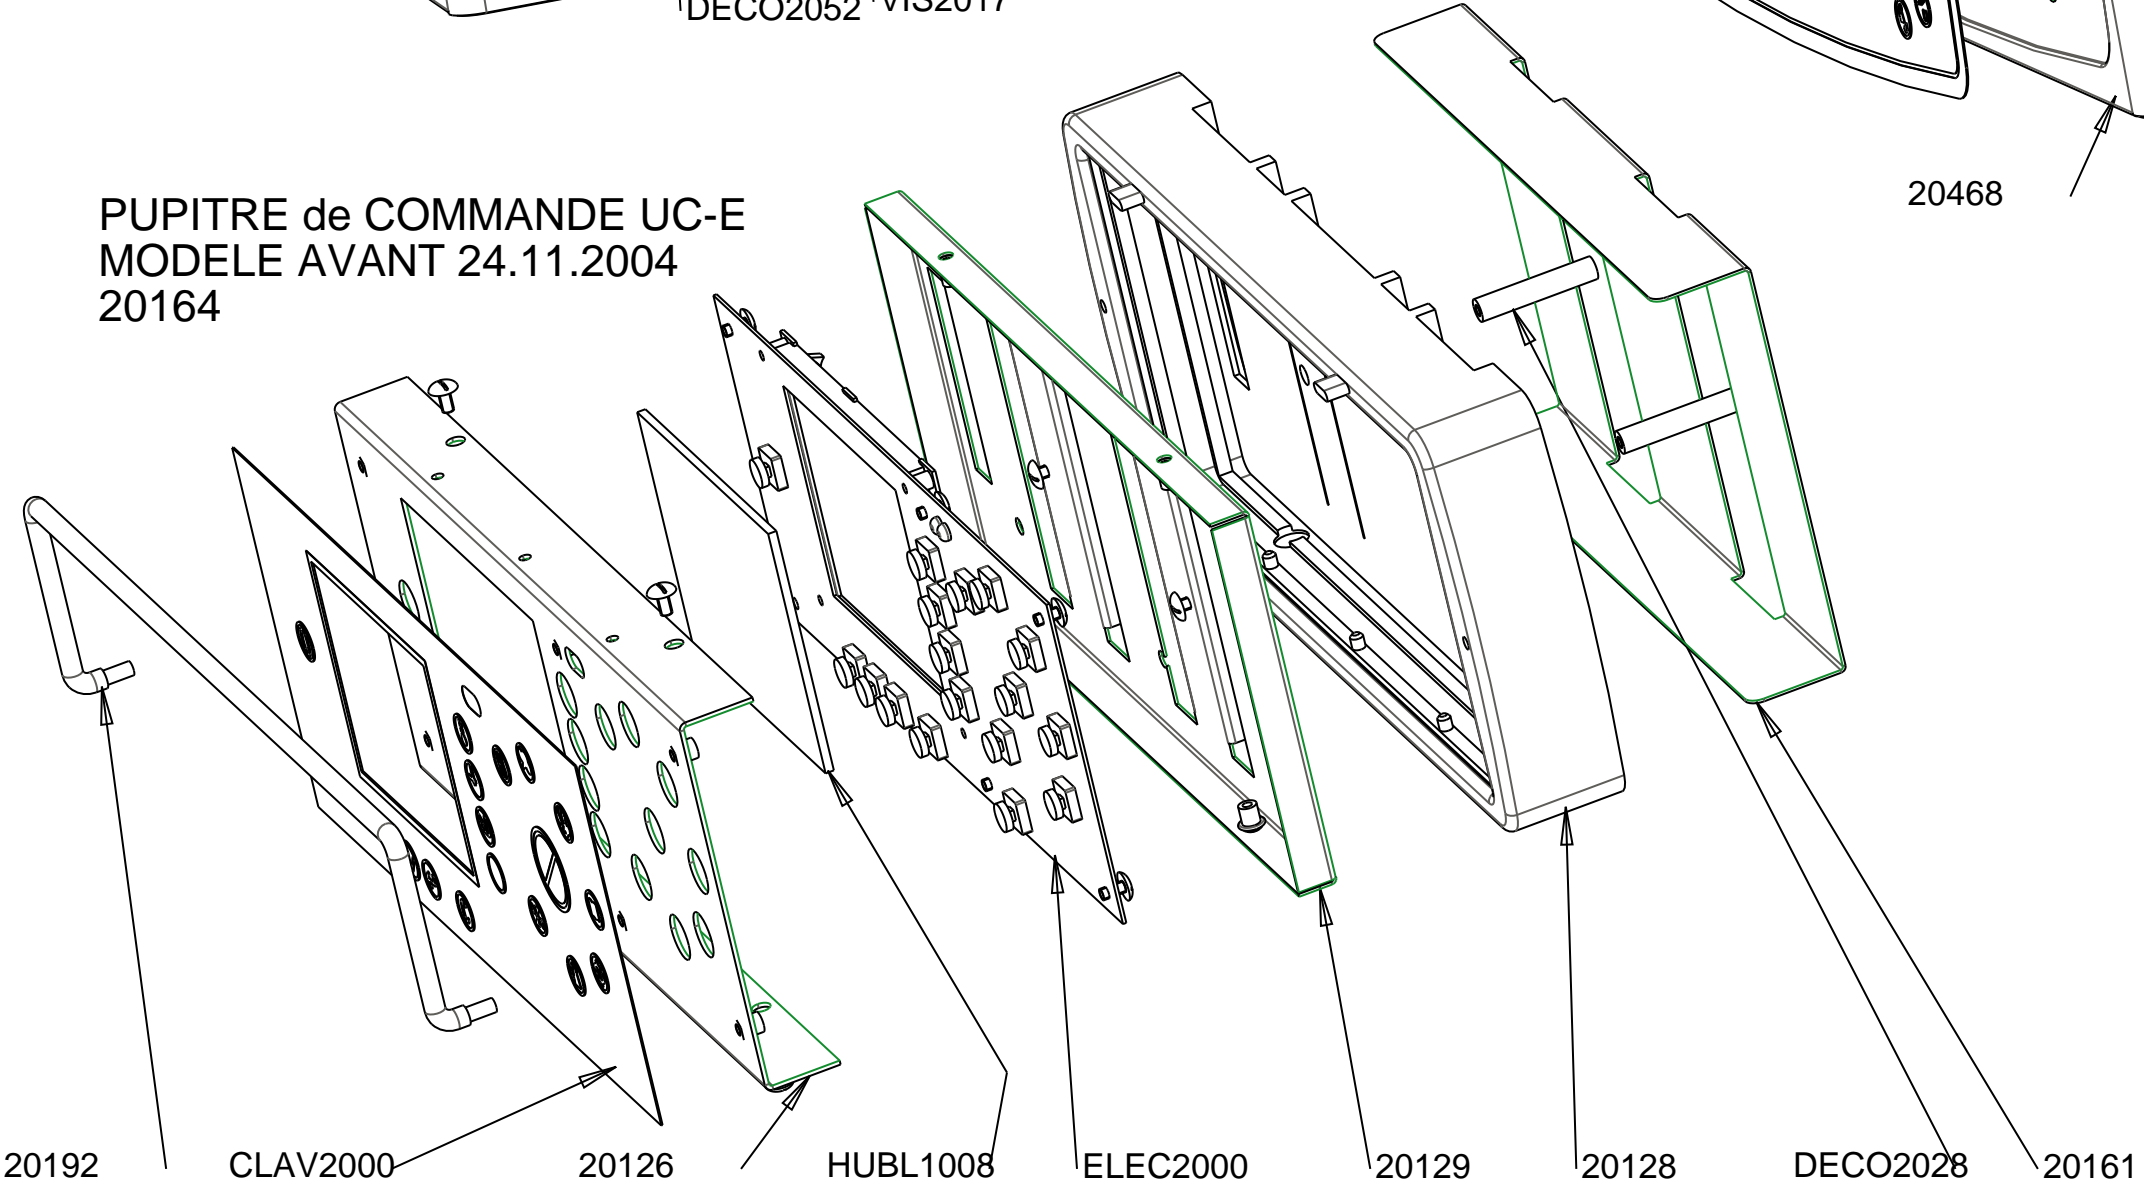 DECO2052 VIS2017
20468
PUPITRE de COMMANDE UC-E
MODELE AVANT 24.11.2004
20164
20192 CLAV2000 20126 HUBL1008 ELEC2000 20129 20128 DECO2028 20161